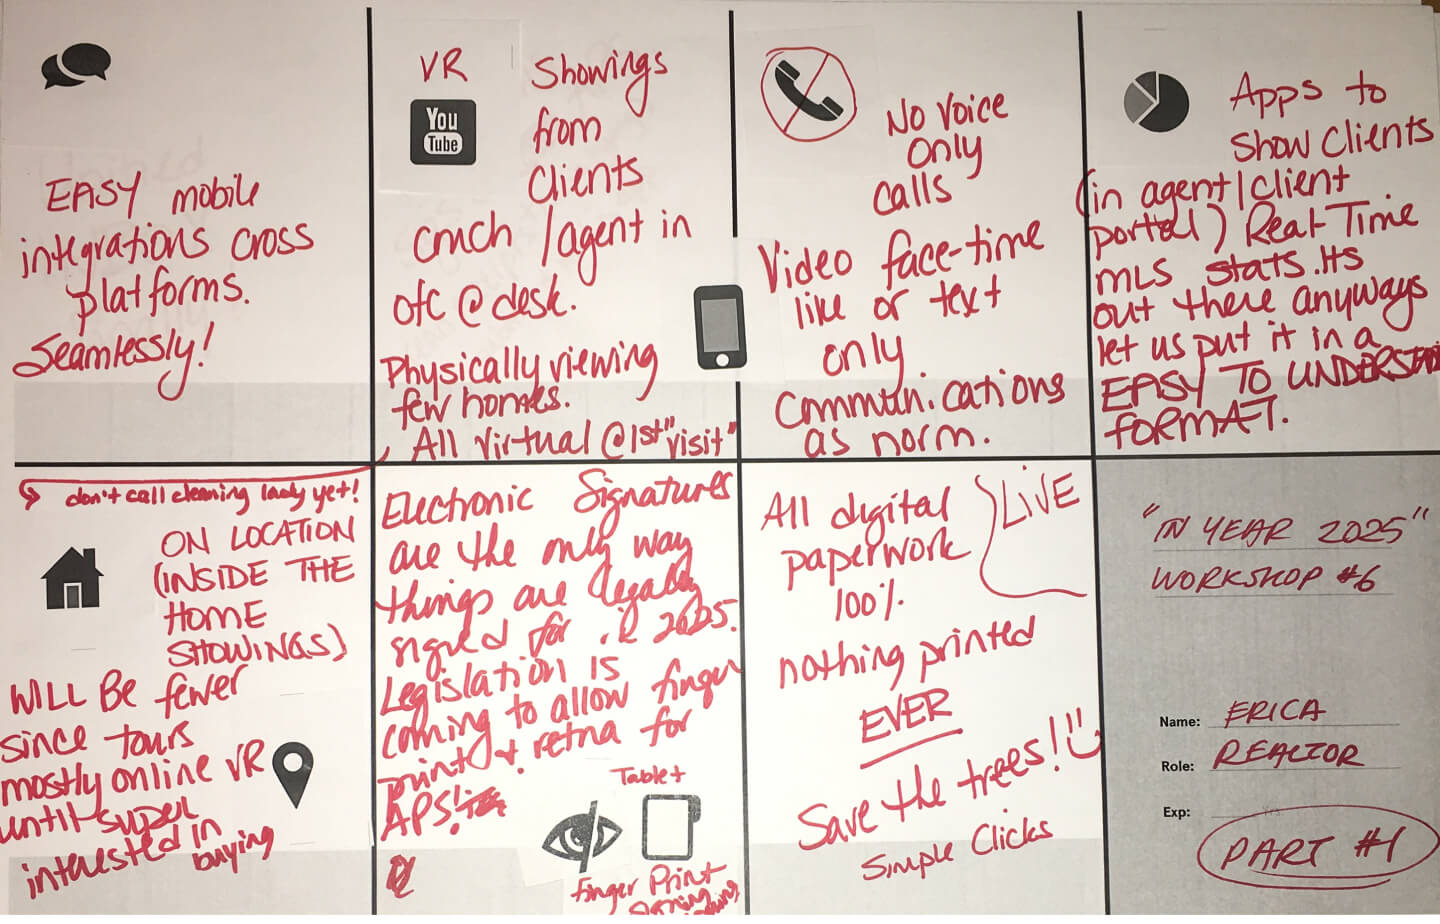 EASY mobile
integrations cross
platforms.
Seamlessly!
VR
You
Tube
Showings
from
Clients
cmch /agent in
ofc @ desk.
Physically viewing
few homes.
All virtual @ 1st "visit"
No Voice
Only
calls
Video face-time
like or text
only
Communications
as norm.
Apps to
Show Clients
(in agent/client
portal) Real-Time
MLS stats. Its
out there anyways
let us put it in a
EASY TO UNDERSTAND
FORMAT.
don't call cleaning lady yet!
ON LOCATION
(INSIDE THE
HOME
SHOWINGS)
WILL BE fewer
since tours
mostly online VR
until super
interested in
buying
Electronic Signatures
are the only way
things are legally
signed for in 2025.
Legislation is
coming to allow finger
print & retna for
APS!
Tablet
finger Print
All digital
paperwork
100%
LIVE
nothing printed
EVER
Save the trees!
Simple Clicks
"IN YEAR 2025"
WORKSHOP #6
Name: ERICA
Role: REALTOR
Exp:
PART #1